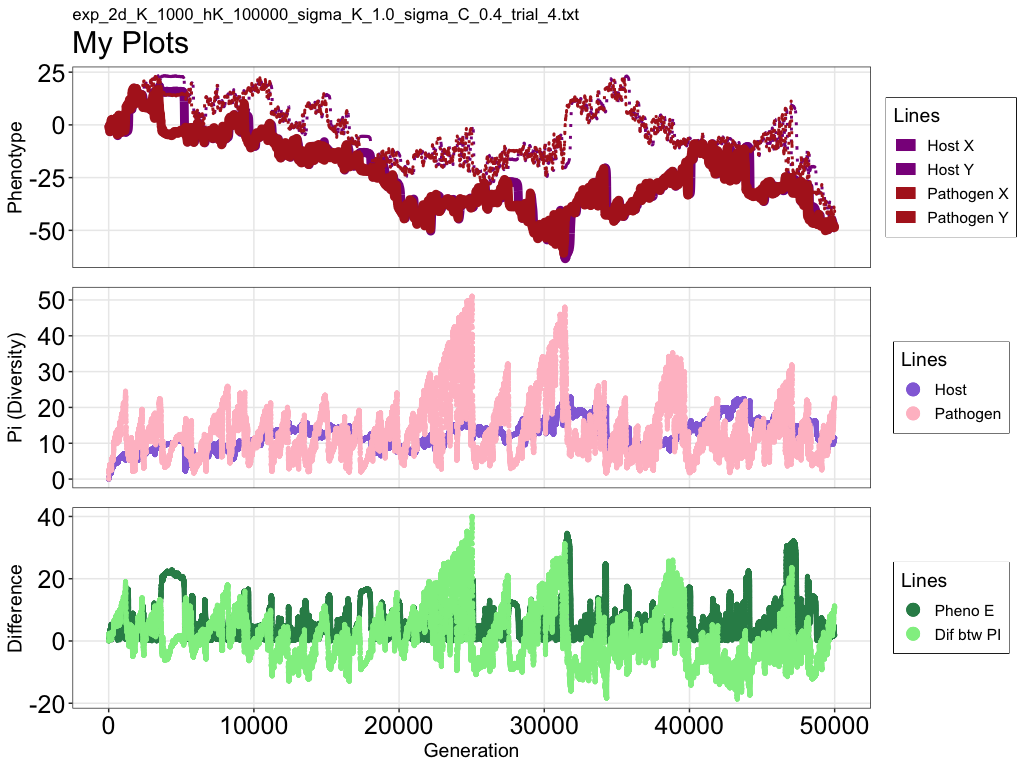 exp_2d_K_1000_hK_100000_sigma_K_1.0_sigma_C_0.4_trial_4.txt
My Plots
Phenotype
25
0
-25
-50
Lines
Host X
Host Y
Pathogen X
Pathogen Y
Pi (Diversity)
50
40
30
20
10
0
Lines
Host
Pathogen
Difference
40
20
0
-20
Lines
Pheno E
Dif btw PI
0 10000 20000 30000 40000 50000
Generation